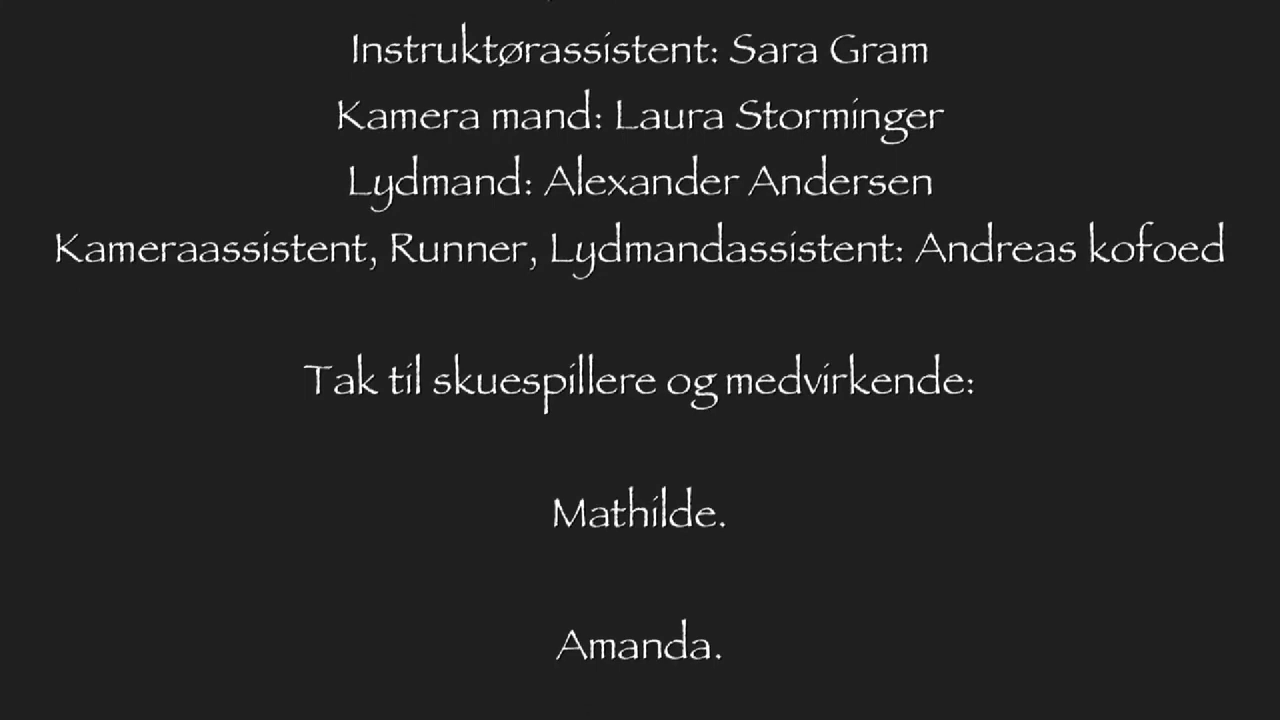 Instruktørassistent: Sara Gram
Kamera mand: Laura Storminger
Lydmand: Alexander Andersen
Kameraassistent, Runner, Lydmandassistent: Andreas kofoed
Tak til skuespillere og medvirkende:
Mathilde.
Amanda.